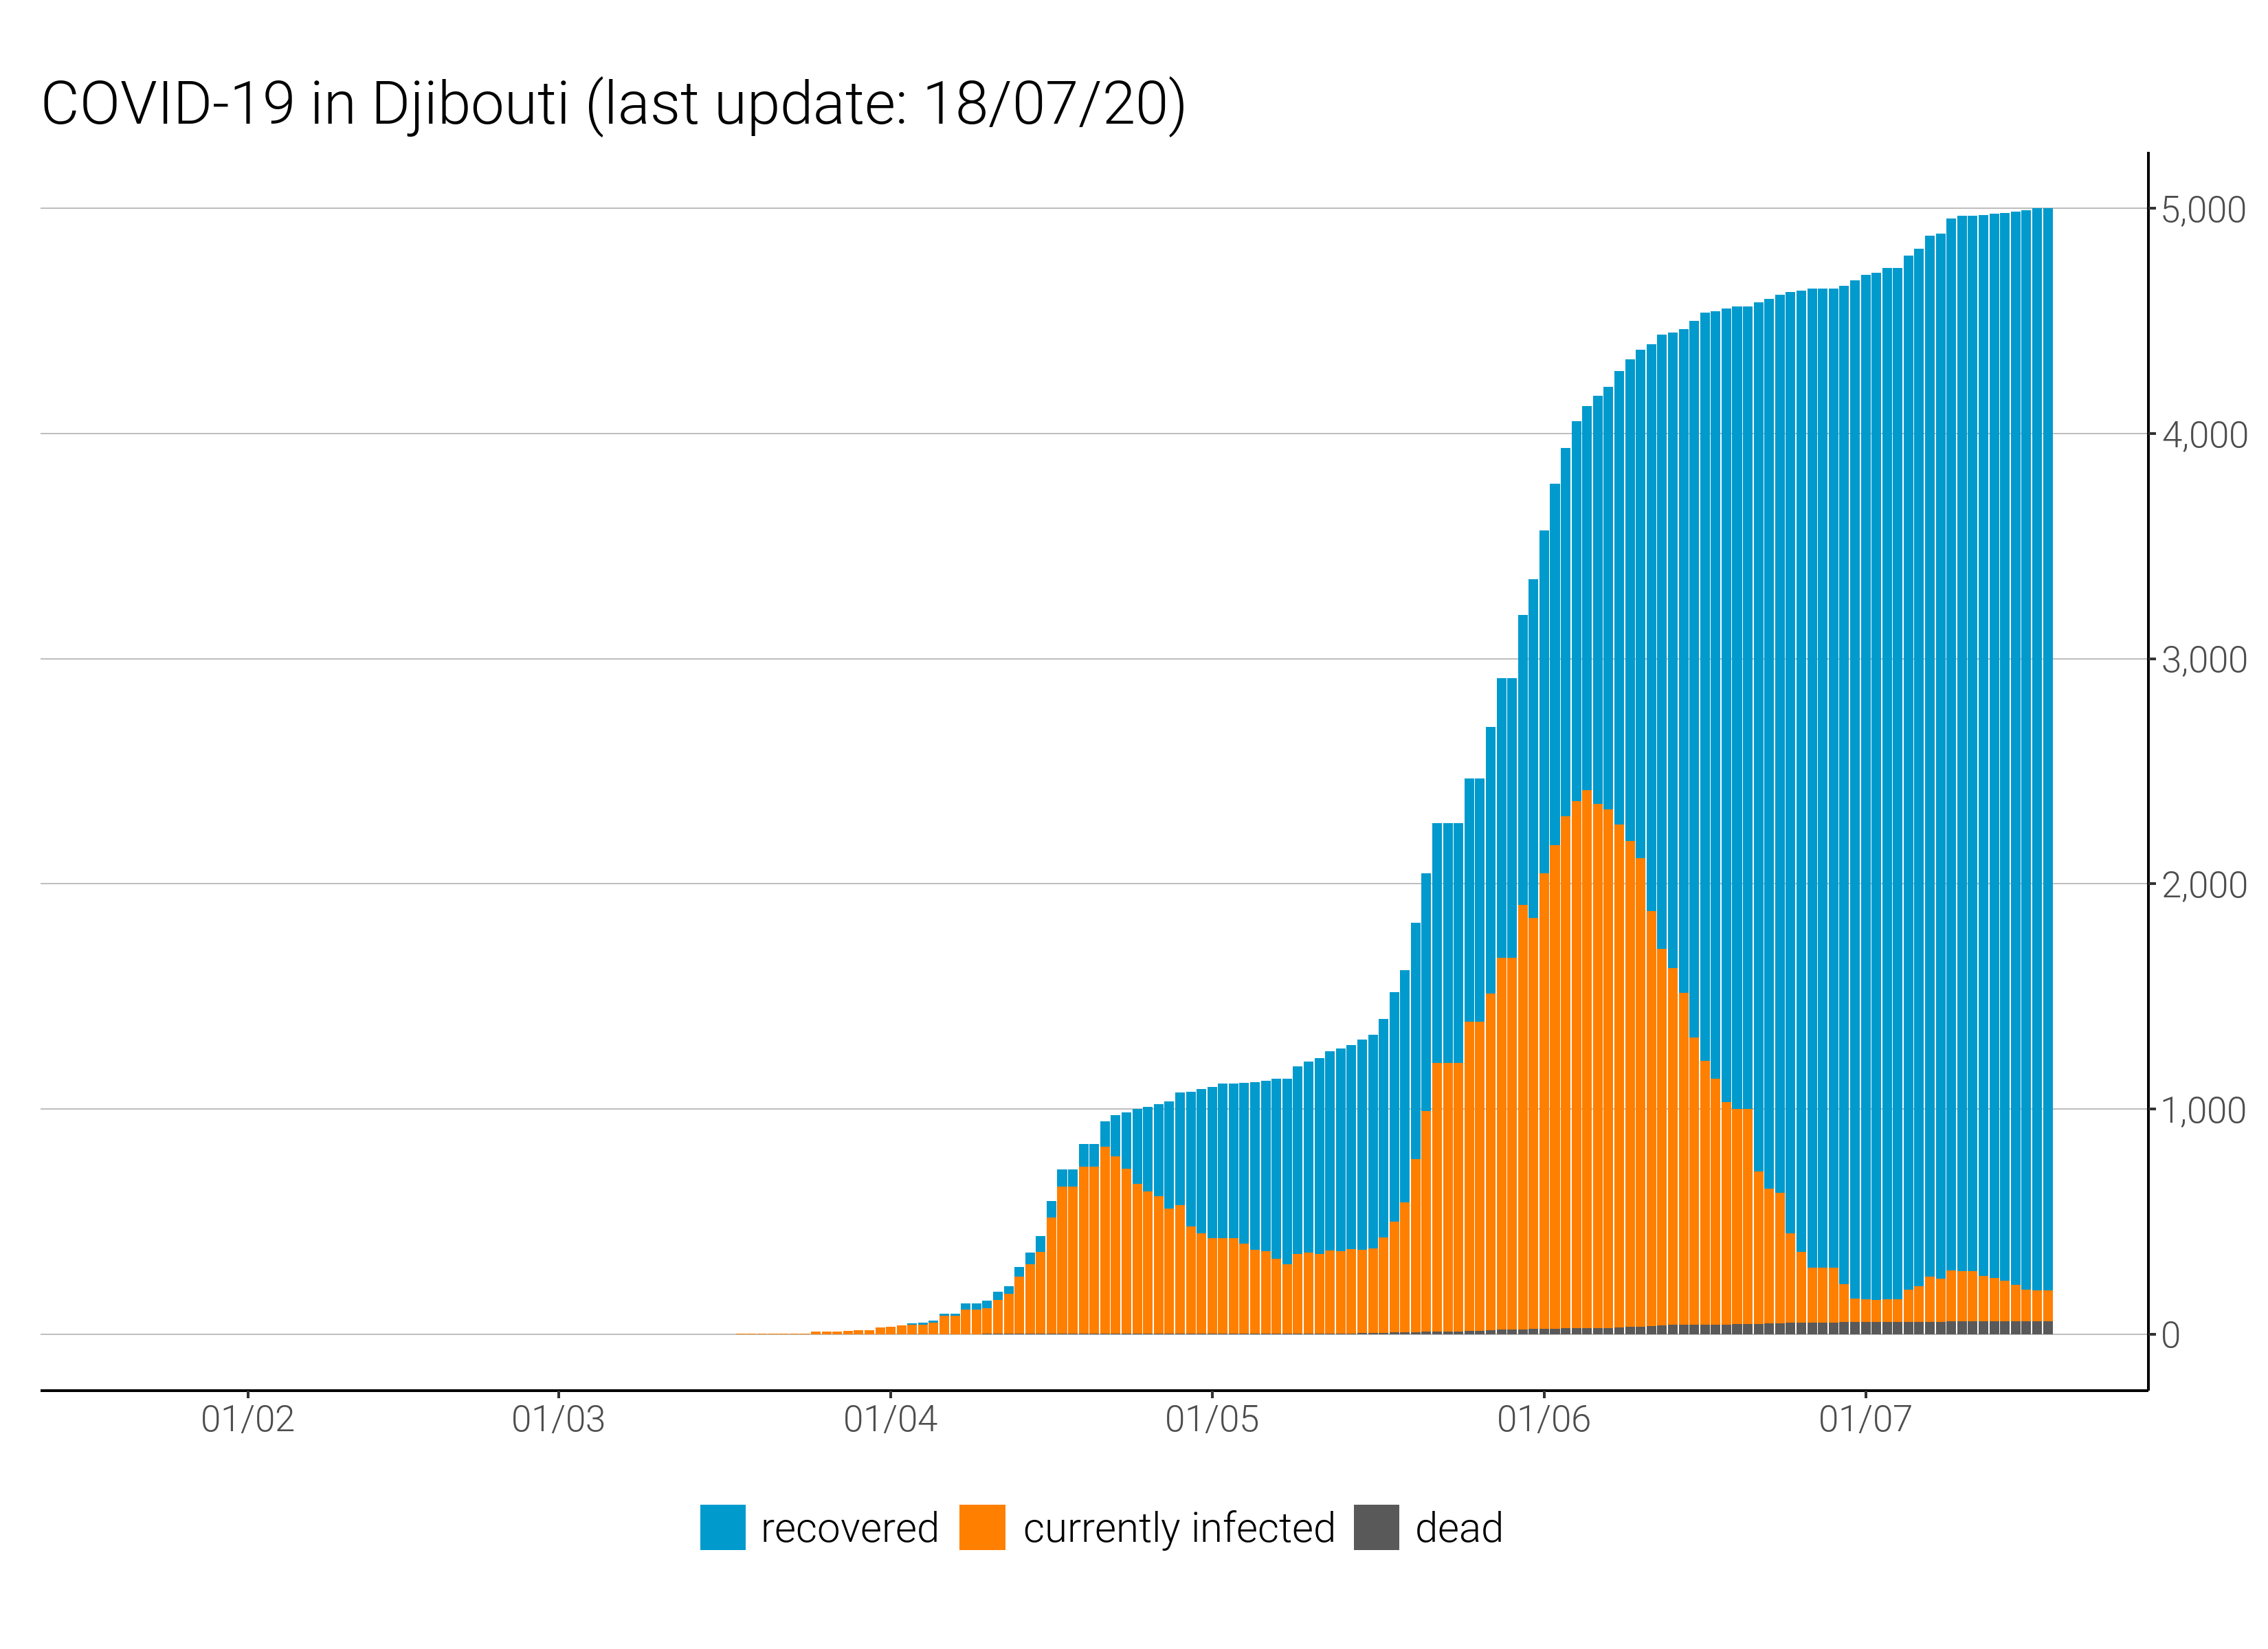 COVID-19 in Djibouti (last update: 18/07/20)
5,000
4,000
3,000
2,000
1,000
0
01/02 01/03 01/04 01/05 01/06 01/07
recovered currently infected dead